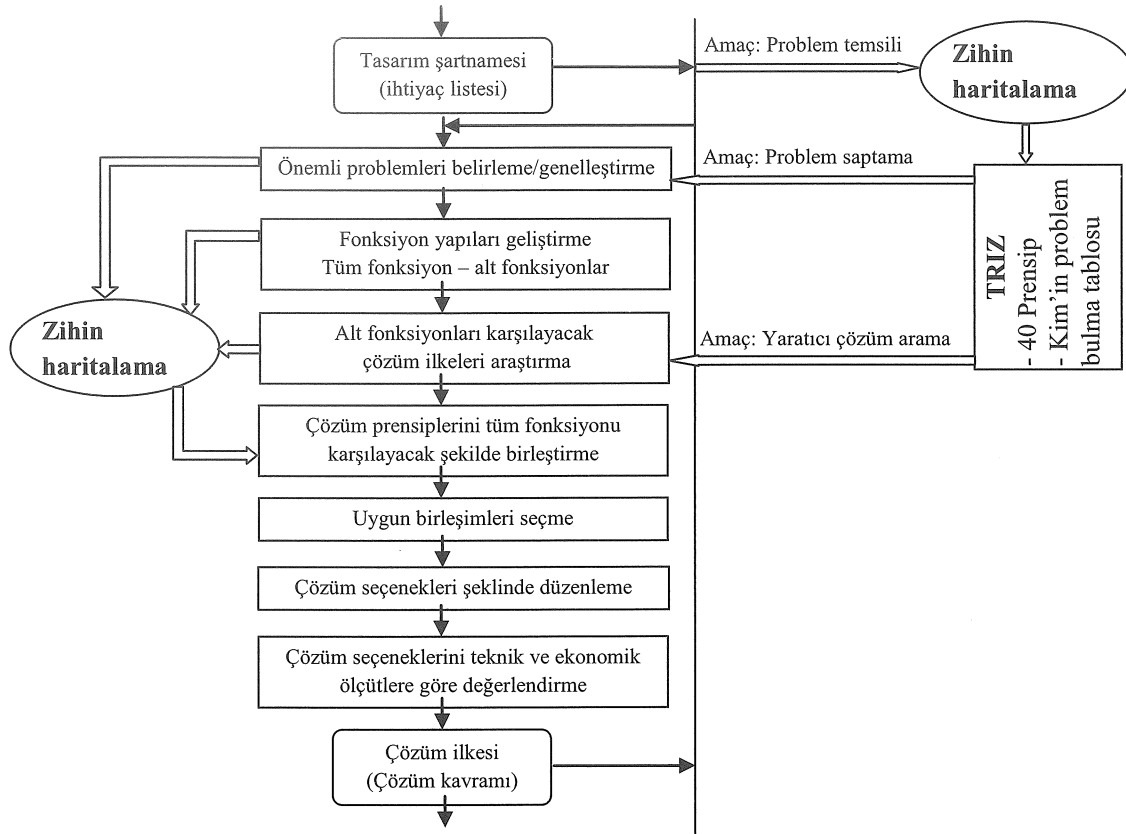 Tasarım şartnamesi
(ihtiyaç listesi)
Amaç: Problem temsili
Zihin
haritalama
Önemli problemleri belirleme/genelleştirme
Amaç: Problem saptama
Fonksiyon yapıları geliştirme
Tüm fonksiyon – alt fonksiyonlar
TRIZ
- 40 Prensip
- Kim'in problem
bulma tablosu
Zihin
haritalama
Alt fonksiyonları karşılayacak
çözüm ilkeleri araştırma
Amaç: Yaratıcı çözüm arama
Çözüm prensiplerini tüm fonksiyonu
karşılayacak şekilde birleştirme
Uygun birleşimleri seçme
Çözüm seçenekleri şeklinde düzenleme
Çözüm seçeneklerini teknik ve ekonomik
ölçütlere göre değerlendirme
Çözüm ilkesi
(Çözüm kavramı)